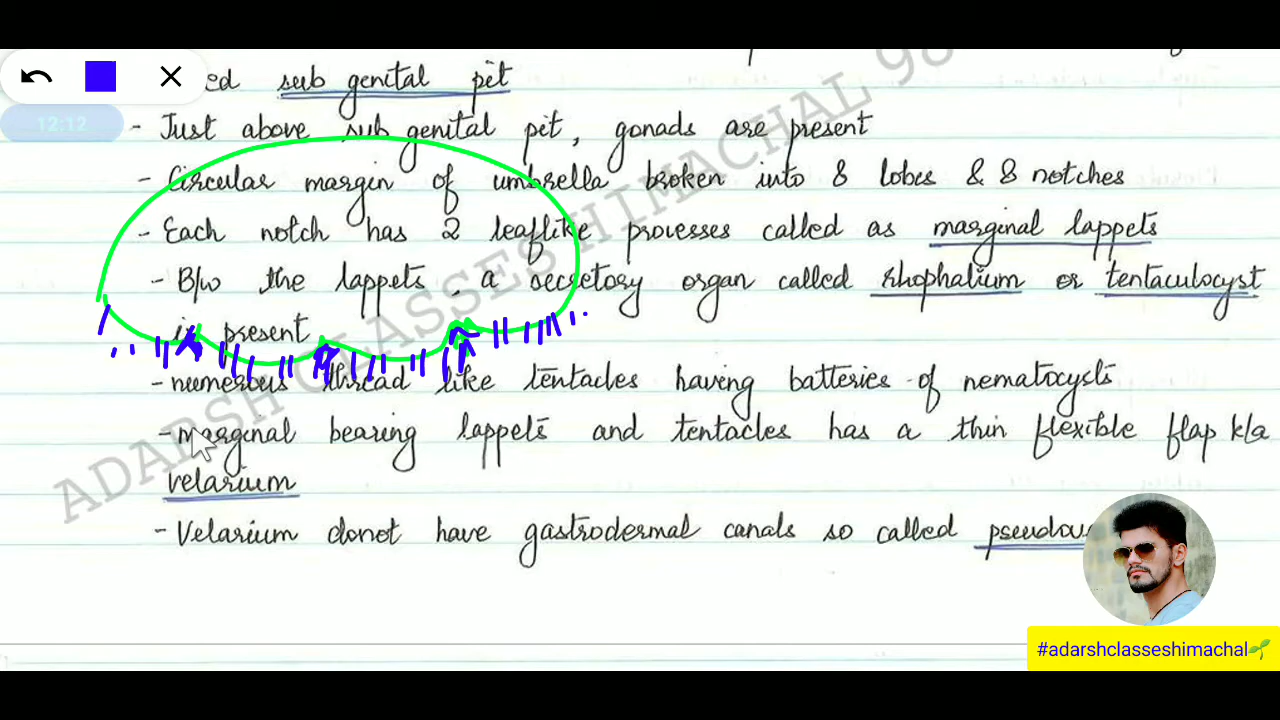 ed sub genital pit
12:12
- Just above sub genital pit, gonads are present
- Circular margin of umbrella broken into 8 lobes & 8 notches
- Each notch has 2 leaflike processes called as marginal lappets
- B/w the lappets, a secretory organ called rhophalium or tentaculocyst
is present
- numerous thread like tentacles having batteries of nematocysts
- marginal bearing lappets and tentacles has a thin flexible flap k/a
velarium
- Velarium donot have gastrodermal canals so called
ADARSH CLASSES HIMACHAL 98
#adarshclasseshimachal🌱